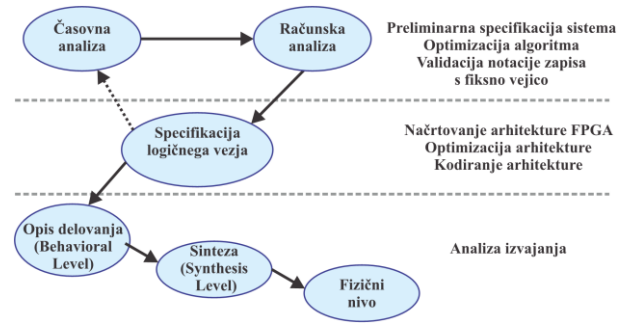 Časovna
analiza
Računska
analiza
Preliminarna specifikacija sistema
Optimizacija algoritma
Validacija notacije zapisa
s fiksno vejico
Specifikacija
logičnega vezja
Načrtovanje arhitekture FPGA
Optimizacija arhitekture
Kodiranje arhitekture
Opis delovanja
(Behavioral
Level)
Sinteza
(Synthesis
Level)
Fizični
nivo
Analiza izvajanja